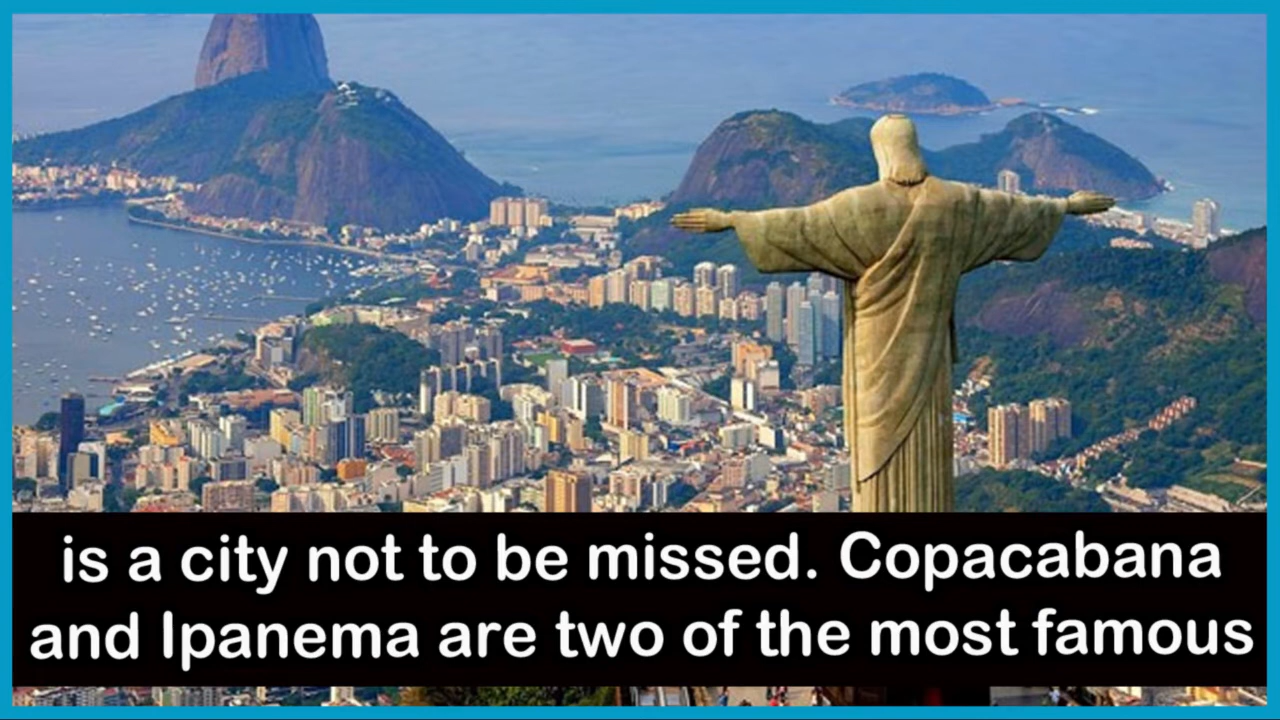 is a city not to be missed. Copacabana
and Ipanema are two of the most famous